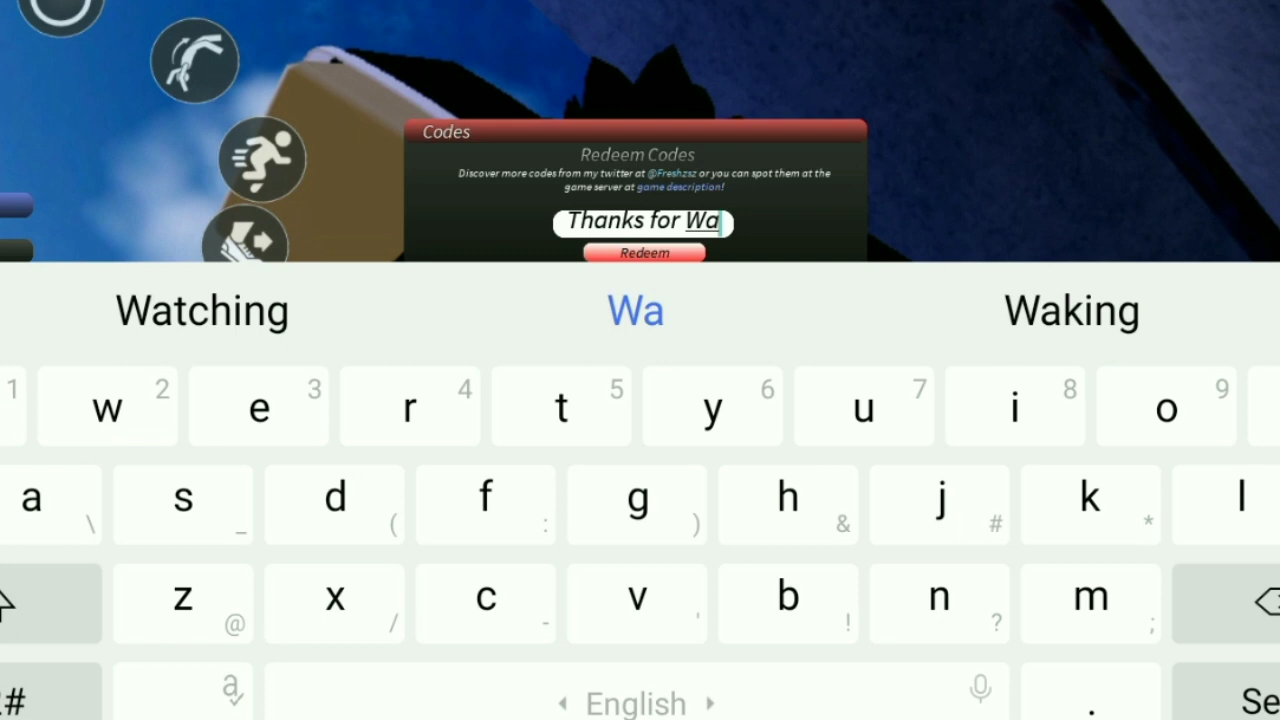 Codes
Redeem Codes
Discover more codes from my twitter at @Freshzsz or you can spot them at the
game server at game description!
Thanks for Wa
Redeem
Watching Wa Waking
1 w 2 e 3 r 4 t 5 y 6 u 7 i 8 o 9
a \ s _ d ( f : g ) h & j # k * l
z @ x / c - v ' b ! n ? m ;
# a English . Se